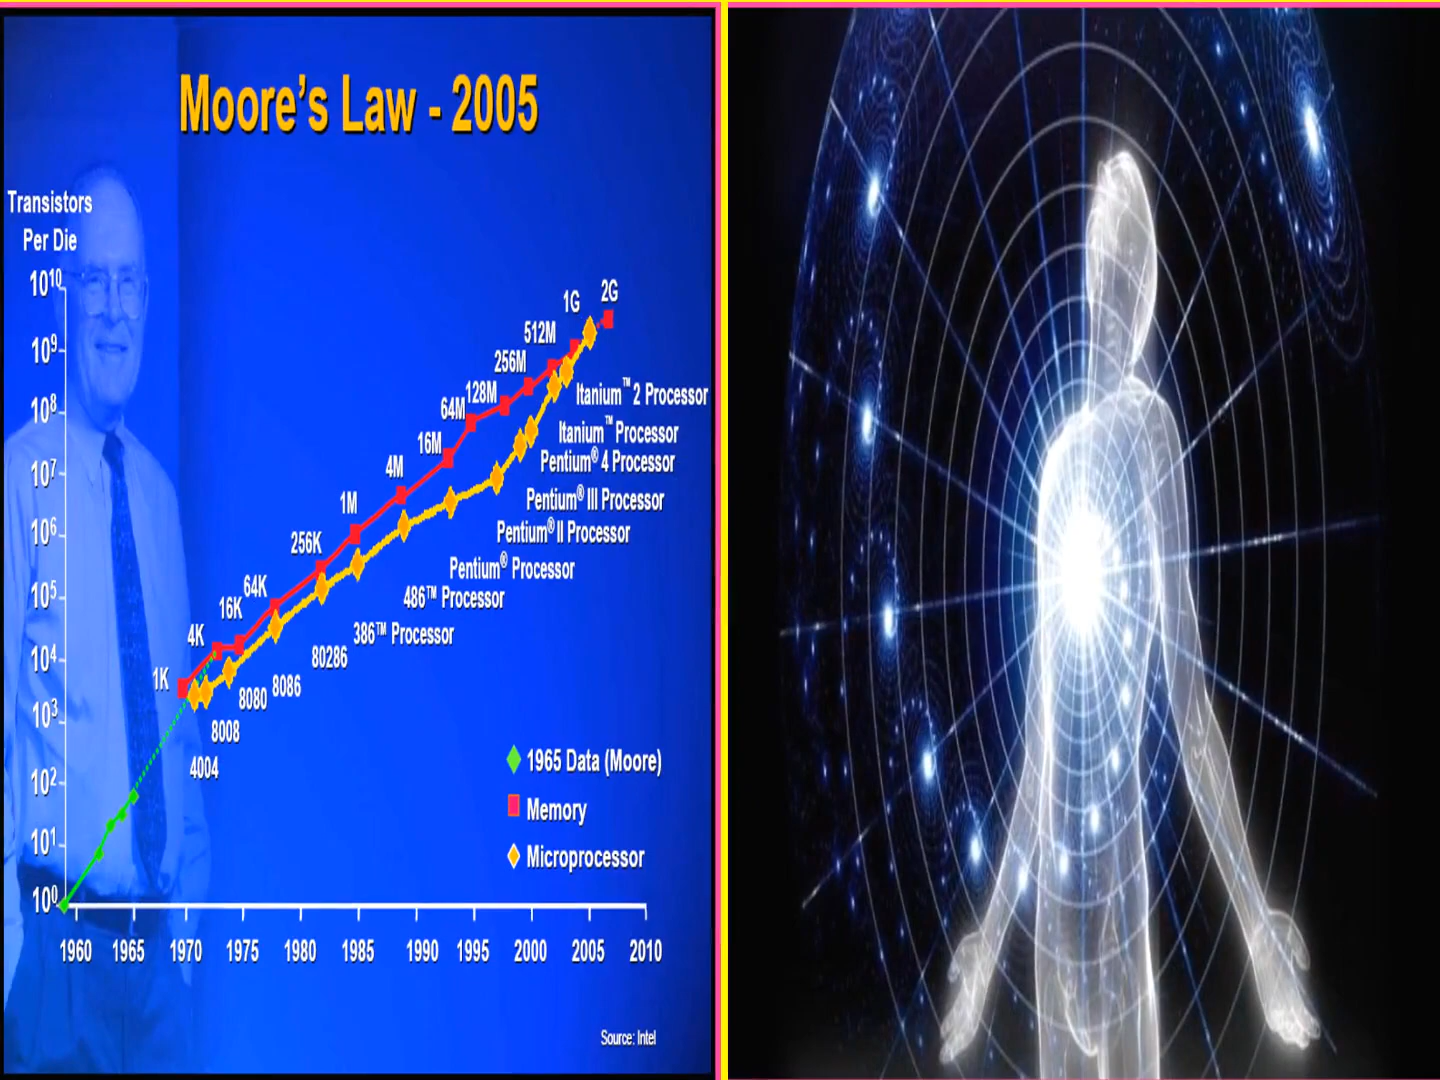 Moore's Law - 2005
Transistors
Per Die
10¹⁰
10⁹
10⁸
10⁷
10⁶
10⁵
10⁴
10³
10²
10¹
10⁰
1K
4K
16K
64K
256K
1M
4M
16M
64M
128M
256M
512M
1G
2G
4004
8008
8080
8086
80286
386™ Processor
486™ Processor
Pentium® Processor
Pentium® II Processor
Pentium® III Processor
Pentium® 4 Processor
Itanium™ Processor
Itanium™ 2 Processor
1965 Data (Moore)
Memory
Microprocessor
1960 1965 1970 1975 1980 1985 1990 1995 2000 2005 2010
Source: Intel